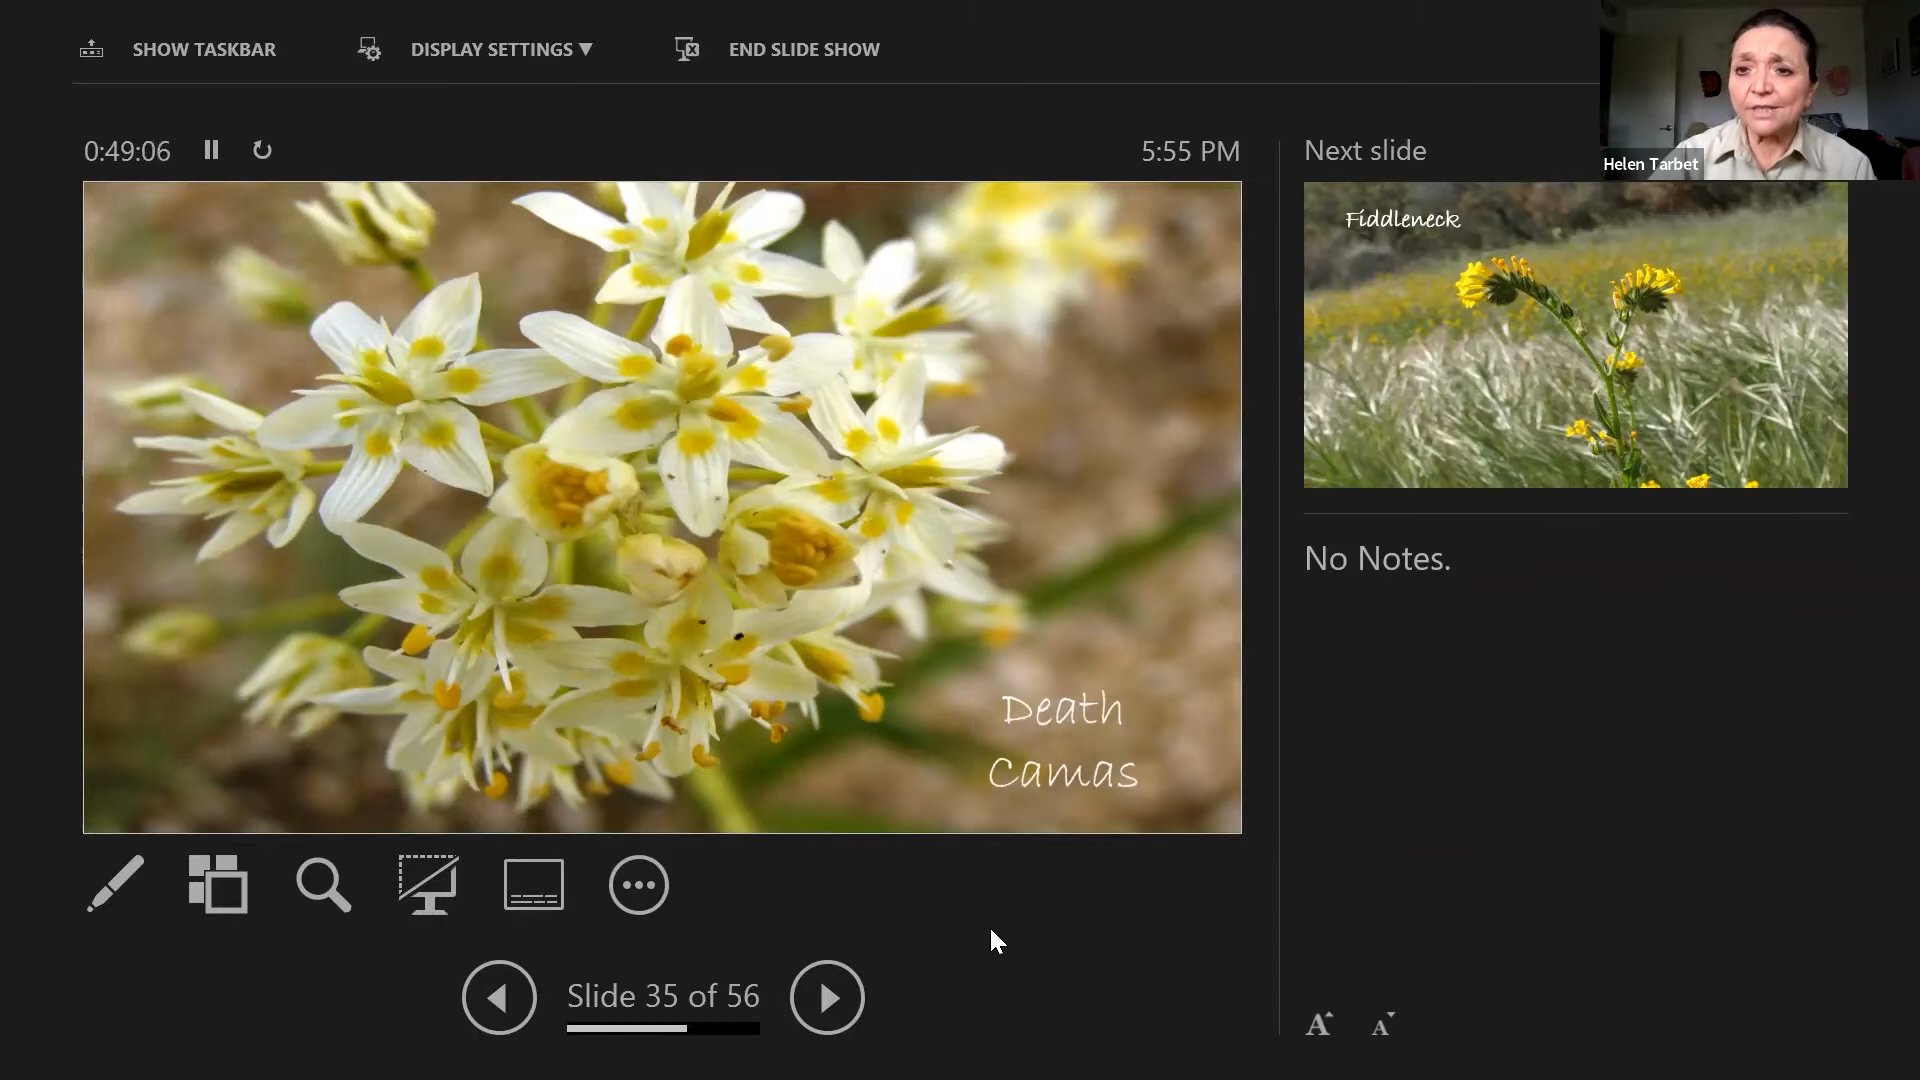 SHOW TASKBAR
DISPLAY SETTINGS ▼
END SLIDE SHOW
Helen Tarbet
0:49:06
5:55 PM
Next slide
Fiddleneck
Death
Camas
No Notes.
Slide 35 of 56
A
A